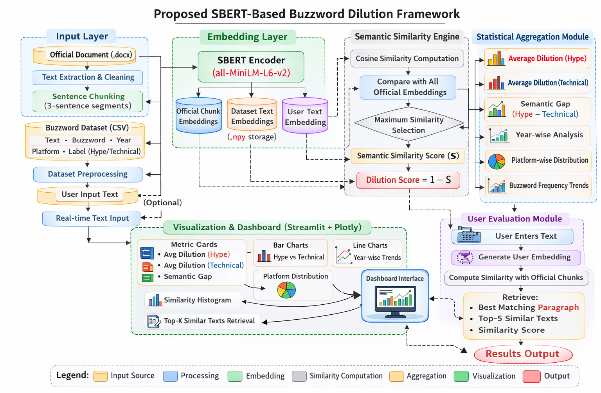 Proposed SBERT-Based Buzzword Dilution Framework
Input Layer
Official Document (.docx)
Text Extraction & Cleaning
Sentence Chunking
(3-sentence segments)
Buzzword Dataset (CSV)
Text • Buzzword • Year
Platform • Label (Hype/Technical)
Dataset Preprocessing
User Input Text
(Optional)
Real-time Text Input
Embedding Layer
SBERT Encoder
(all-MiniLM-L6-v2)
Official Chunk
Embeddings
Dataset Text
Embeddings
(.npy storage)
User Text
Embedding
Semantic Similarity Engine
Cosine Similarity Computation
Compare with All
Official Embeddings
Maximum Similarity
Selection
Semantic Similarity Score (S)
Dilution Score = 1 − S
Statistical Aggregation Module
Average Dilution (Hype)
Average Dilution (Technical)
Semantic Gap
(Hype − Technical)
Year-wise Analysis
Platform-wise Distribution
Buzzword Frequency Trends
Visualization & Dashboard (Streamlit + Plotly)
Metric Cards
• Avg Dilution (Hype)
• Avg Dilution (Technical)
• Semantic Gap
Bar Charts
Hype vs Technical
Line Charts
Year-wise Trends
Platform Distribution
Similarity Histogram
Top-K Similar Texts Retrieval
Dashboard Interface
User Evaluation Module
User Enters Text
Generate User Embedding
Compute Similarity with Official Chunks
Retrieve:
• Best Matching Paragraph
• Top-5 Similar Texts
• Similarity Score
Results Output
Legend:
Input Source
Processing
Embedding
Similarity Computation
Aggregation
Visualization
Output